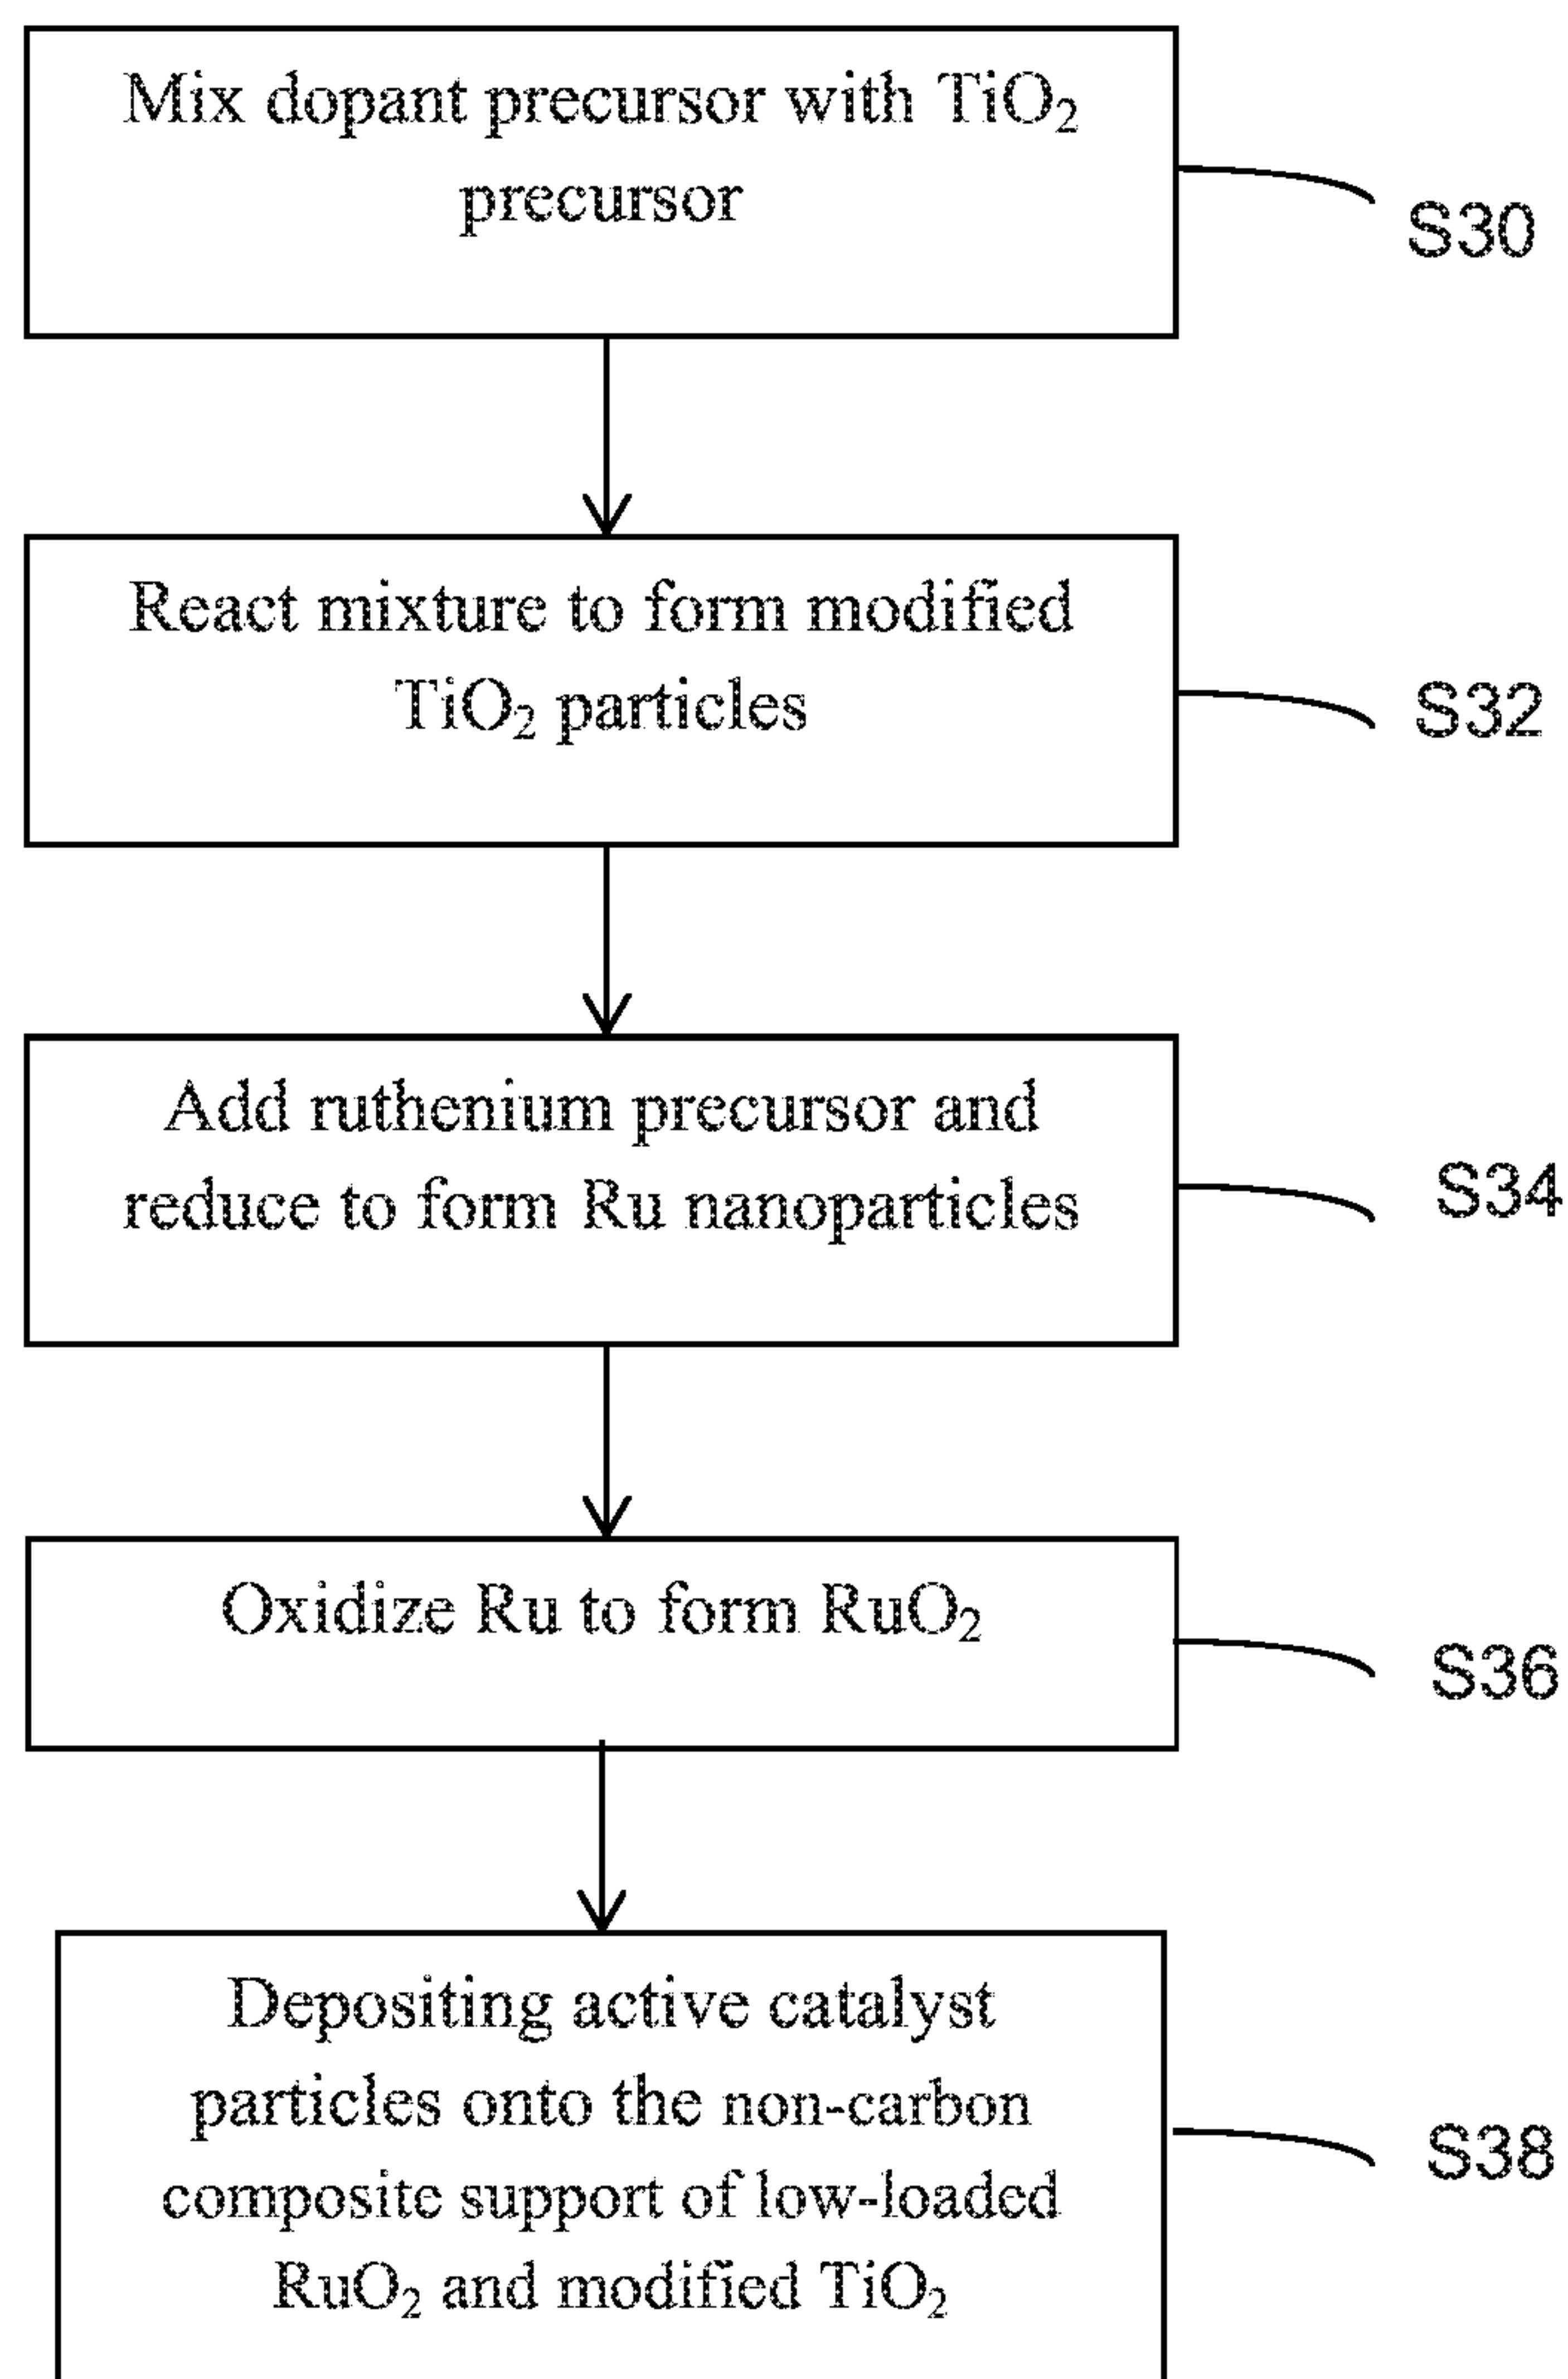 Mix dopant precursor with TiO₂
precursor
S30
React mixture to form modified
TiO₂ particles
S32
Add ruthenium precursor and
reduce to form Ru nanoparticles
S34
Oxidize Ru to form RuO₂
S36
Depositing active catalyst
particles onto the non-carbon
composite support of low-loaded
RuO₂ and modified TiO₂
S38